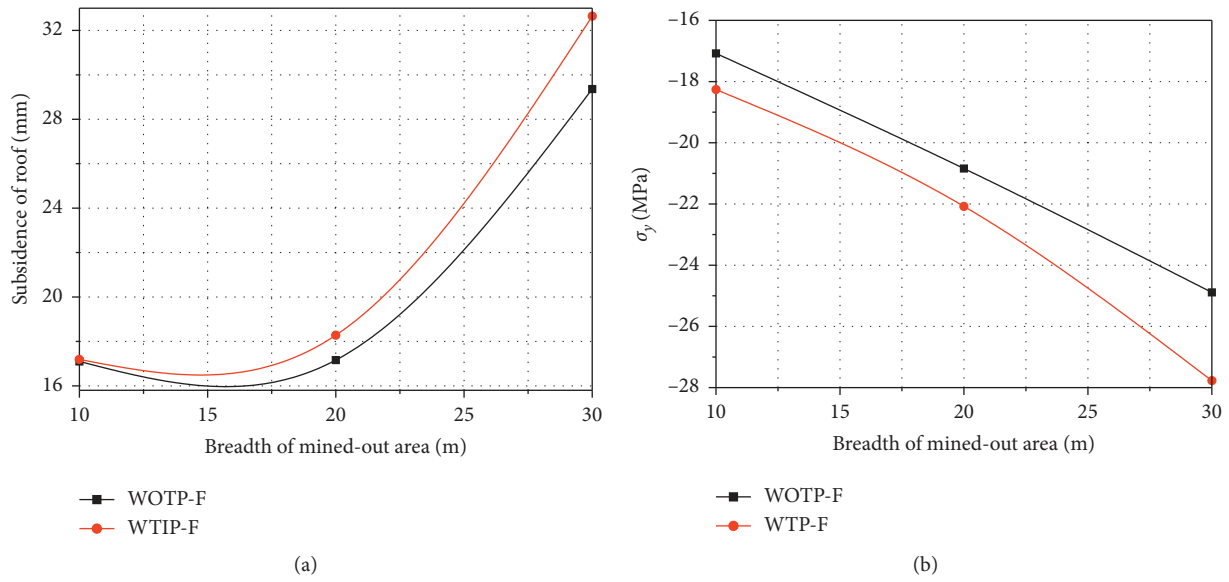 32
28
24
20
16
Subsidence of roof (mm)
10
15
20
25
30
Breadth of mined-out area (m)
WOTP-F
WTIP-F
(a)
–16
–18
–20
–22
–24
–26
–28
σy (MPa)
10
15
20
25
30
Breadth of mined-out area (m)
WOTP-F
WTP-F
(b)